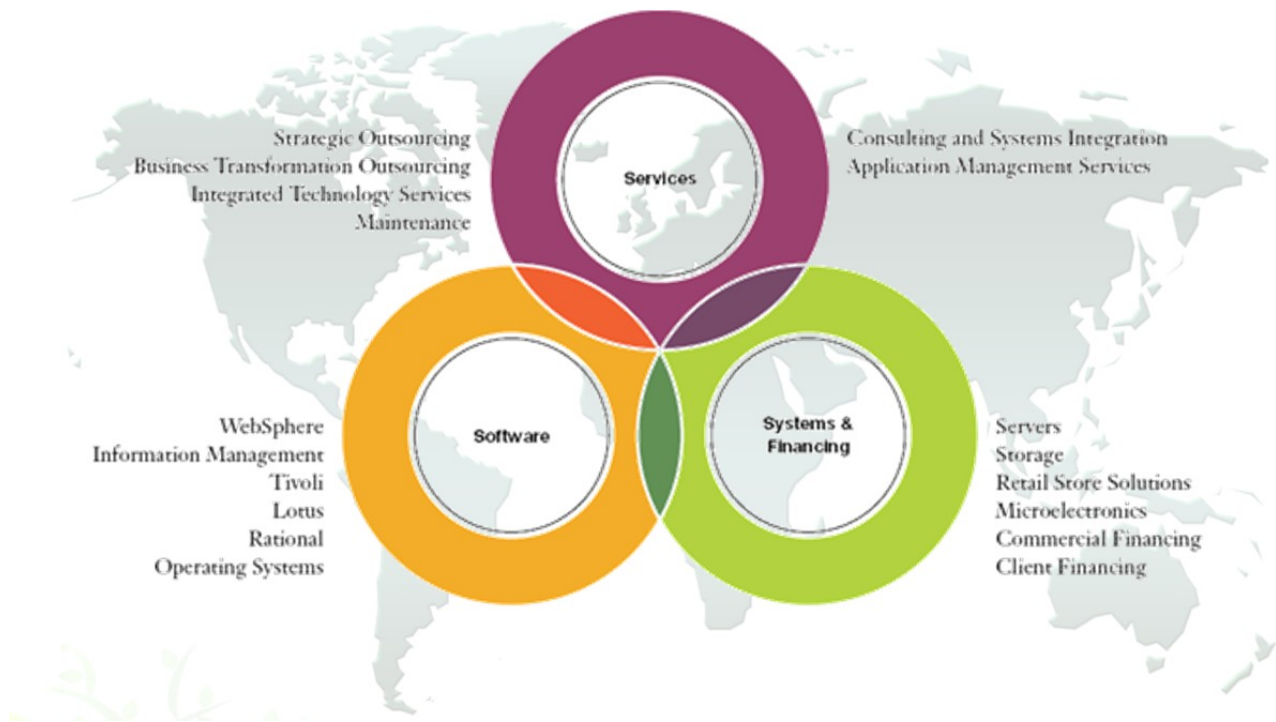 Strategic Outsourcing
Business Transformation Outsourcing
Integrated Technology Services
Maintenance
Services
Consulting and Systems Integration
Application Management Services
WebSphere
Information Management
Tivoli
Lotus
Rational
Operating Systems
Software
Systems &
Financing
Servers
Storage
Retail Store Solutions
Microelectronics
Commercial Financing
Client Financing